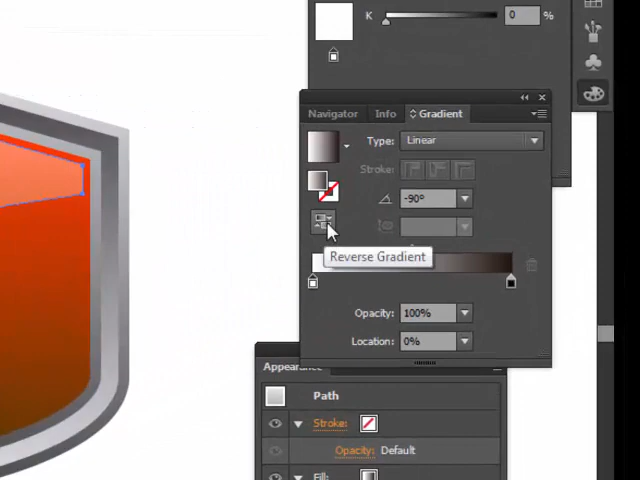 K 0 %
Navigator Info Gradient
Type: Linear
Stroke:
-90°
Reverse Gradient
Opacity: 100%
Location: 0%
Appearance
Path
Stroke:
Opacity: Default
Fill: